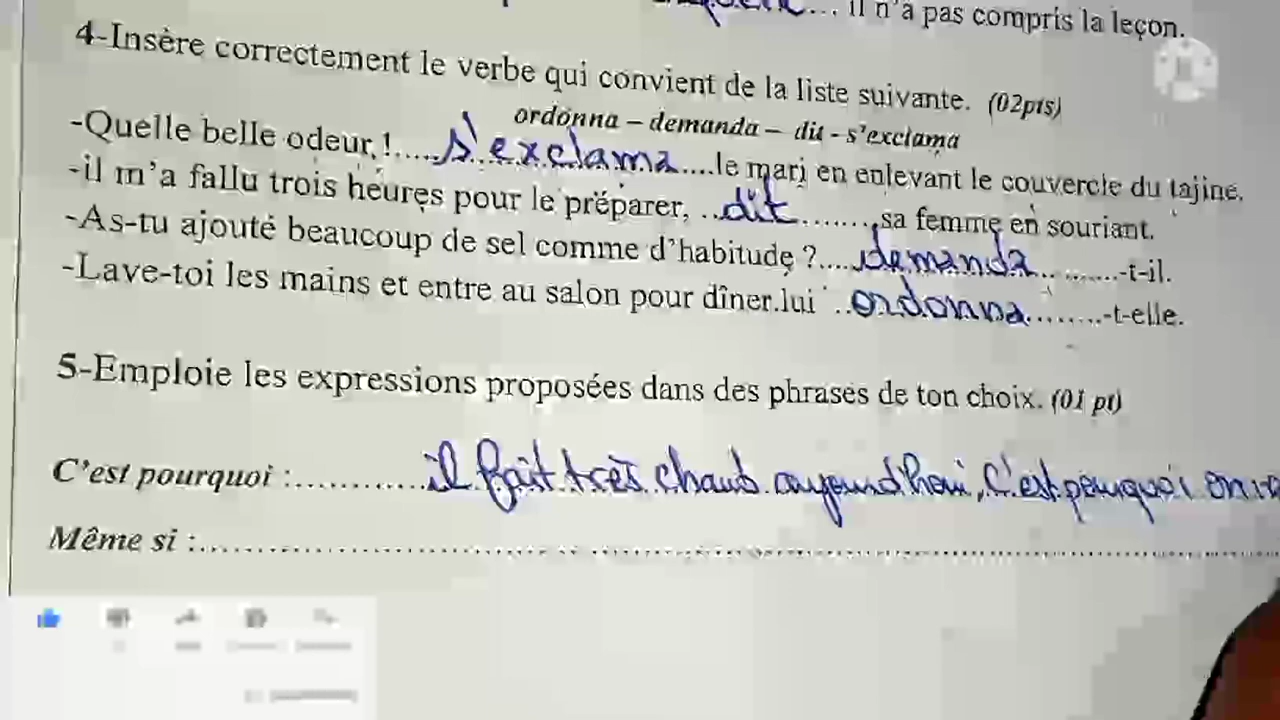 ... il n'a pas compris la leçon.
4-Insère correctement le verbe qui convient de la liste suivante. (02pts)
ordonna – demanda – dit - s'exclama
-Quelle belle odeur.!.....s'exclama....le mari en enlevant le couvercle du tajine.
-il m'a fallu trois heures pour le préparer, ..dit........,sa femme en souriant.
-As-tu ajouté beaucoup de sel comme d'habitude ?....demanda..........-t-il.
-Lave-toi les mains et entre au salon pour dîner.lui ..ordonna........-t-elle.
5-Emploie les expressions proposées dans des phrases de ton choix. (01 pt)
C'est pourquoi :............il fait très chaud aujourd'hui, c'est pourquoi on
Même si :..........................................................................